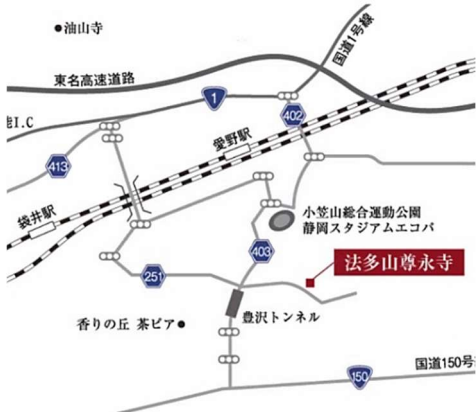 油山寺
国道1号線
東名高速道路
1
能I.C
402
愛野駅
413
袋井駅
小笠山総合運動公園
静岡スタジアムエコパ
403
法多山尊永寺
251
香りの丘 茶ピア
豊沢トンネル
国道150号
150